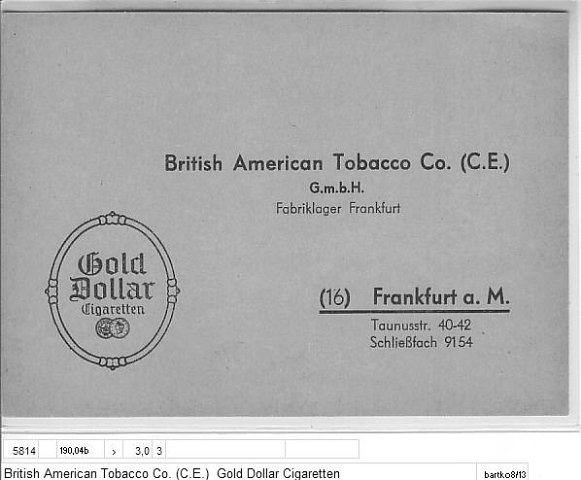 British American Tobacco Co. (C.E.)
G.m.b.H.
Fabriklager Frankfurt
Gold
Dollar
Cigaretten
(16) Frankfurt a. M.
Taunusstr. 40-42
Schließfach 9154
5814 190,04b > 3,0 3
British American Tobacco Co. (C.E.) Gold Dollar Cigaretten bartko8/13